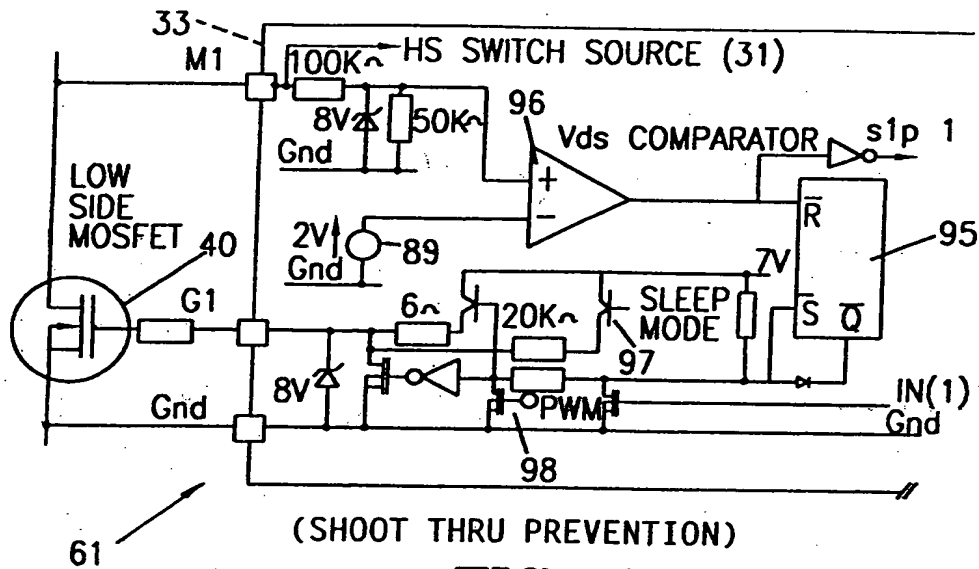 33
M1
HS SWITCH SOURCE (31)
100K∩
8V
50K∩
Gnd
96
Vds COMPARATOR
s1p 1
LOW
SIDE
MOSFET
40
+
−
2V
89
Gnd
R
95
7V
G1
6∩
20K∩
SLEEP
MODE
97
S
Q
8V
PWM
IN(1)
Gnd
Gnd
98
(SHOOT THRU PREVENTION)
61